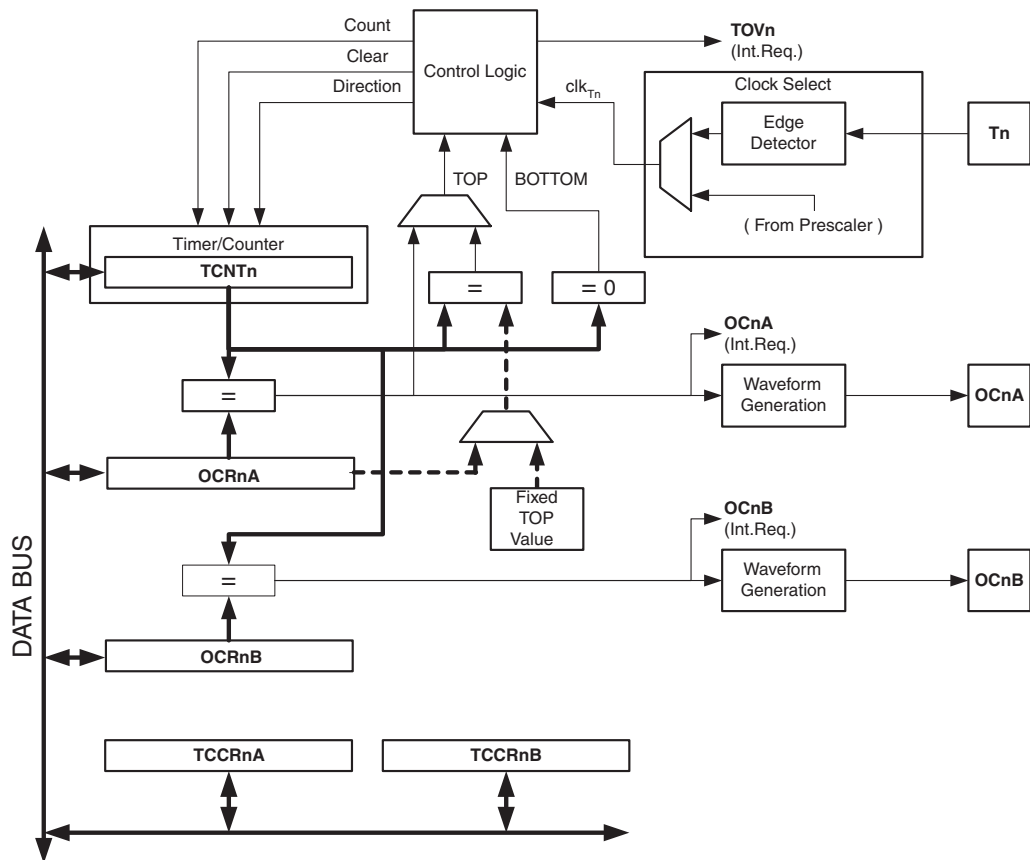 Count
Clear
Direction
Control Logic
TOVn
(Int.Req.)
clkTn
Clock Select
Edge
Detector
Tn
( From Prescaler )
TOP
BOTTOM
Timer/Counter
TCNTn
=
= 0
OCnA
(Int.Req.)
=
Waveform
Generation
OCnA
OCRnA
Fixed
TOP
Value
OCnB
(Int.Req.)
=
Waveform
Generation
OCnB
OCRnB
DATA BUS
TCCRnA
TCCRnB